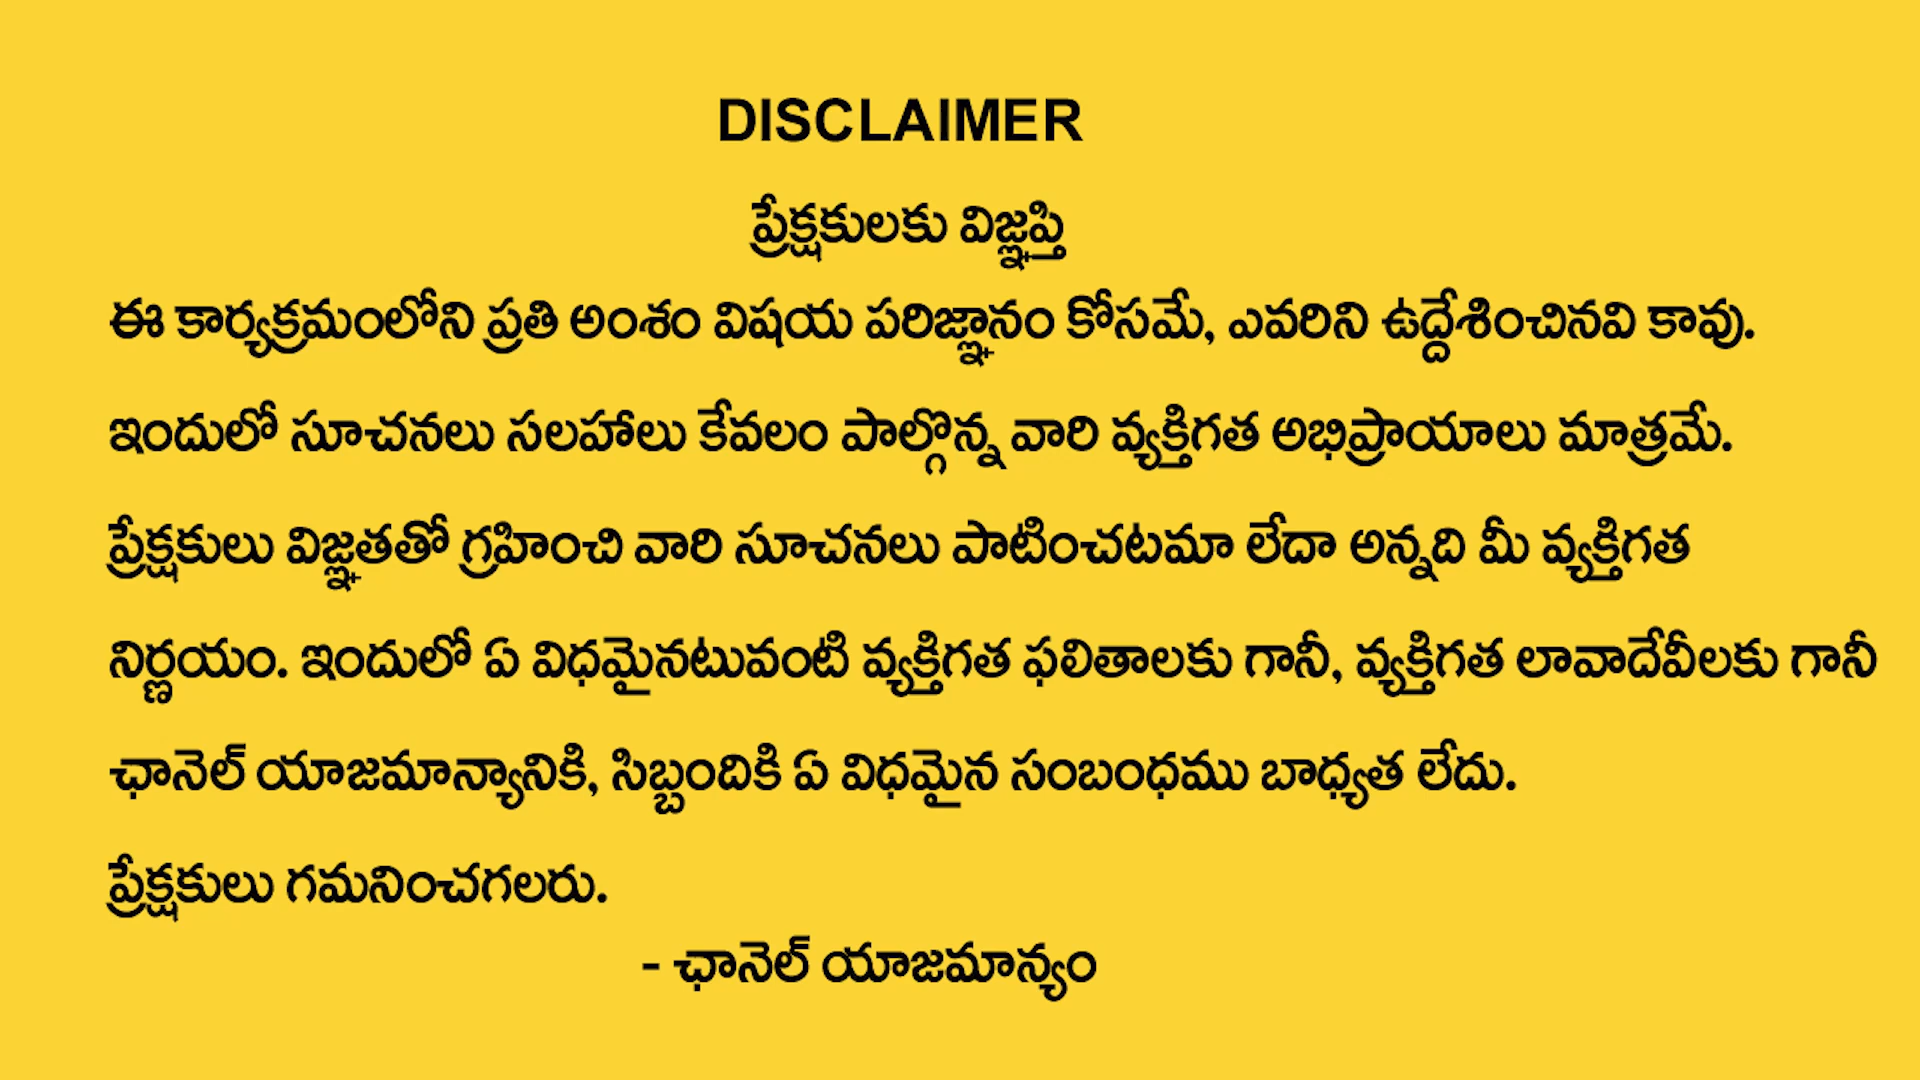 DISCLAIMER
ప్రేక్షకులకు విజ్ఞప్తి
ఈ కార్యక్రమంలోని ప్రతి అంశం విషయ పరిజ్ఞానం కోసమే, ఎవరిని ఉద్దేశించినవి కావు.
ఇందులో సూచనలు సలహాలు కేవలం పాల్గొన్న వారి వ్యక్తిగత అభిప్రాయాలు మాత్రమే.
ప్రేక్షకులు విజ్ఞతతో గ్రహించి వారి సూచనలు పాటించటమా లేదా అన్నది మీ వ్యక్తిగత
నిర్ణయం. ఇందులో ఏ విధమైనటువంటి వ్యక్తిగత ఫలితాలకు గానీ, వ్యక్తిగత లావాదేవీలకు గానీ
ఛానెల్ యాజమాన్యానికి, సిబ్బందికి ఏ విధమైన సంబంధము బాధ్యత లేదు.
ప్రేక్షకులు గమనించగలరు.
- ఛానెల్ యాజమాన్యం